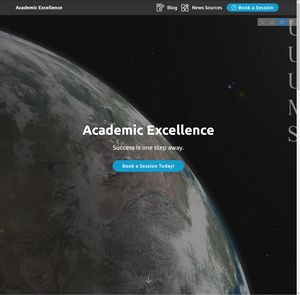 Academic Excellence
Blog
News Sources
Book a Session
U
U
M
S
Academic Excellence
Success is one step away.
Book a Session Today!